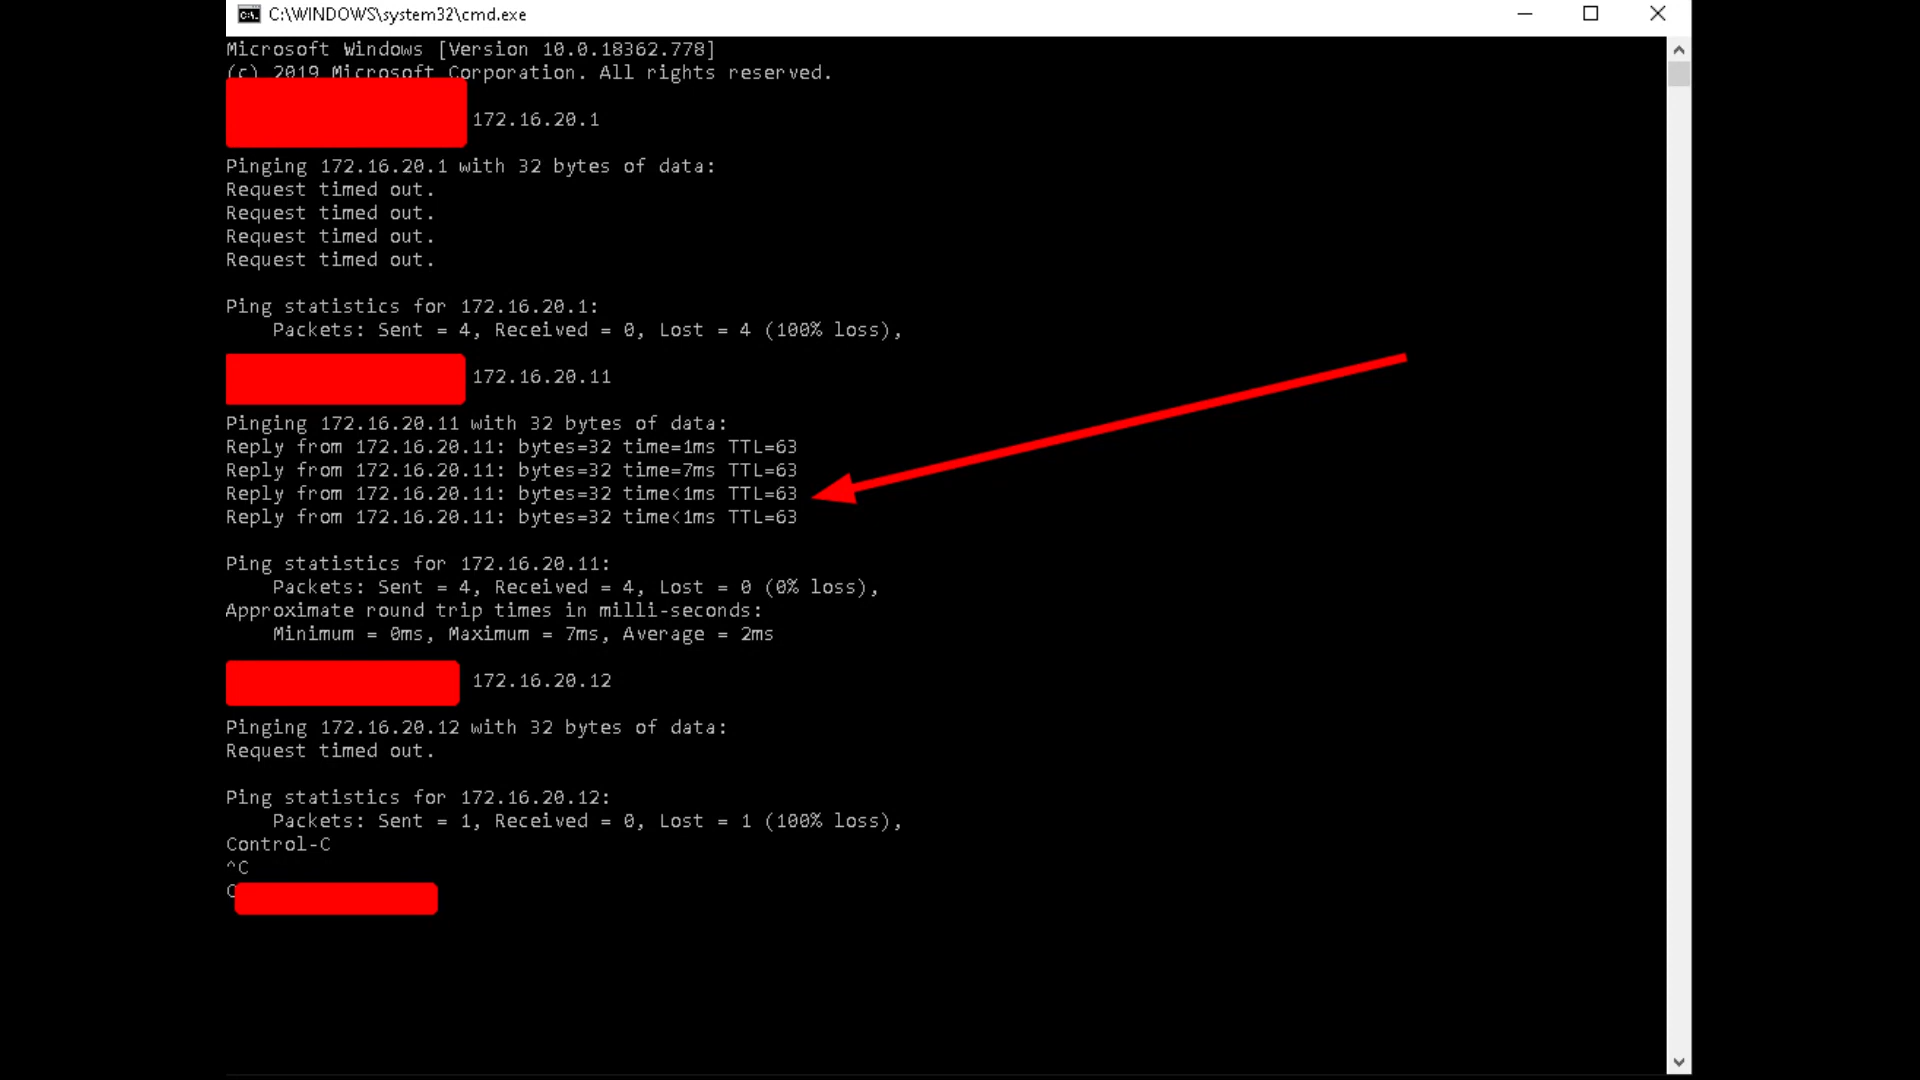 C:\WINDOWS\system32\cmd.exe
Microsoft Windows [Version 10.0.18362.778]
(c) 2019 Microsoft Corporation. All rights reserved.
172.16.20.1
Pinging 172.16.20.1 with 32 bytes of data:
Request timed out.
Request timed out.
Request timed out.
Request timed out.
Ping statistics for 172.16.20.1:
Packets: Sent = 4, Received = 0, Lost = 4 (100% loss),
172.16.20.11
Pinging 172.16.20.11 with 32 bytes of data:
Reply from 172.16.20.11: bytes=32 time=1ms TTL=63
Reply from 172.16.20.11: bytes=32 time=7ms TTL=63
Reply from 172.16.20.11: bytes=32 time<1ms TTL=63
Reply from 172.16.20.11: bytes=32 time<1ms TTL=63
Ping statistics for 172.16.20.11:
Packets: Sent = 4, Received = 4, Lost = 0 (0% loss),
Approximate round trip times in milli-seconds:
Minimum = 0ms, Maximum = 7ms, Average = 2ms
172.16.20.12
Pinging 172.16.20.12 with 32 bytes of data:
Request timed out.
Ping statistics for 172.16.20.12:
Packets: Sent = 1, Received = 0, Lost = 1 (100% loss),
Control-C
^C
C